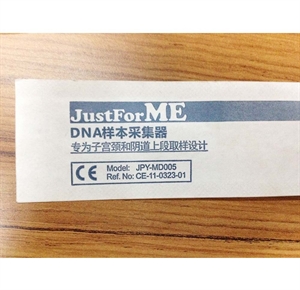 JustForME
DNA样本采集器
专为子宫颈和阴道上段取样设计
CE Model: JPY-MD005
Ref. No: CE-11-0323-01